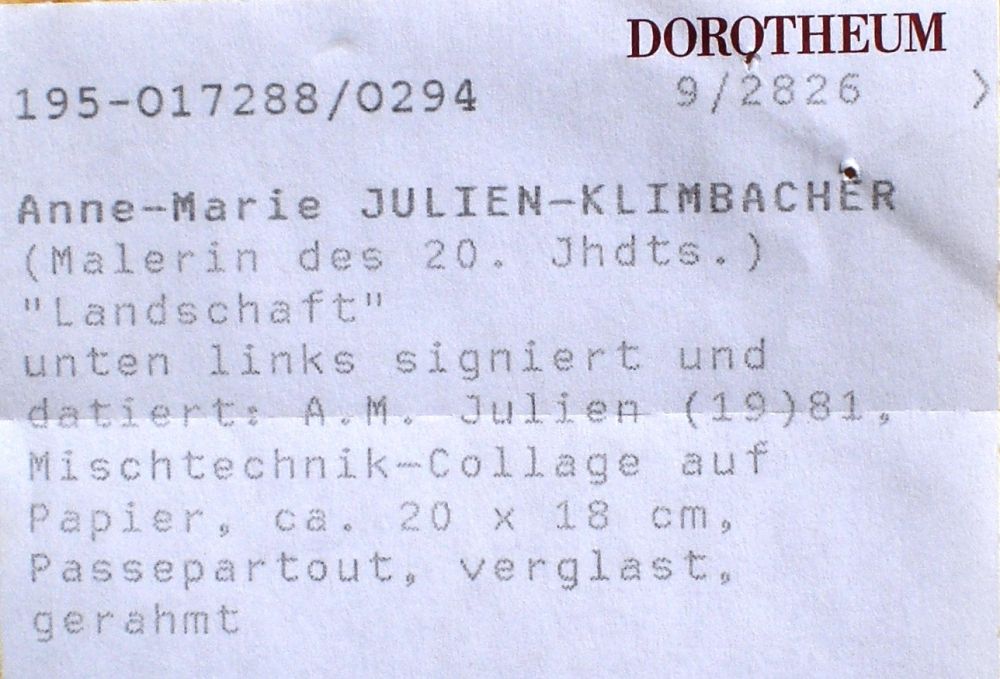 DOROTHEUM
195-017288/0294 9/2826 >
Anne-Marie JULIEN-KLIMBACHER
(Malerin des 20. Jhdts.)
"Landschaft"
unten links signiert und
datiert: A.M. Julien (19)81,
Mischtechnik-Collage auf
Papier, ca. 20 x 18 cm,
Passepartout, verglast,
gerahmt